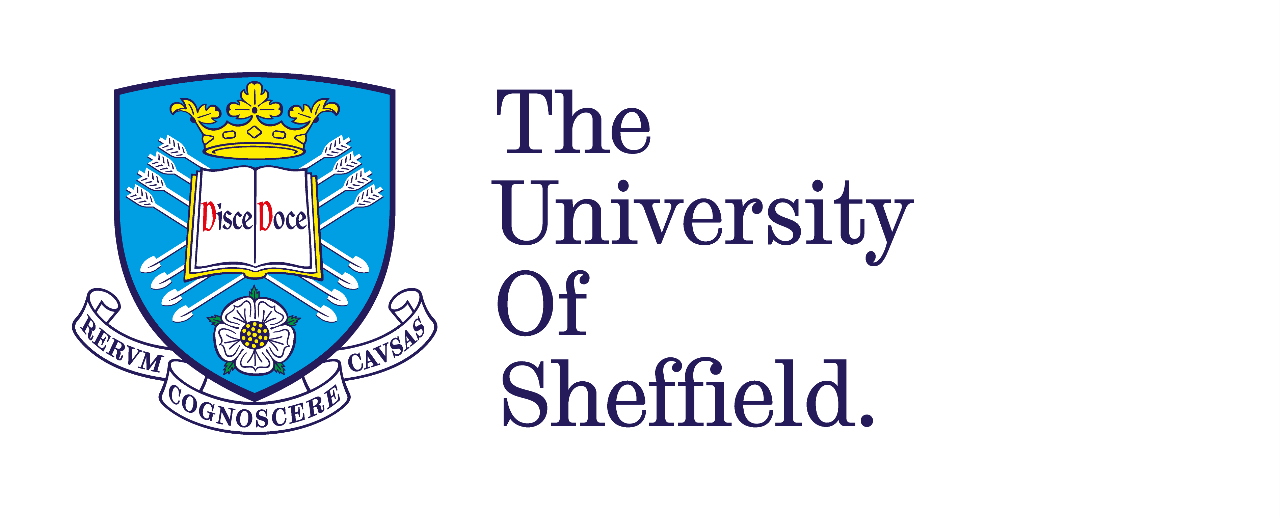 Disce Doce
RERVM COGNOSCERE CAVSAS
The
University
Of
Sheffield.